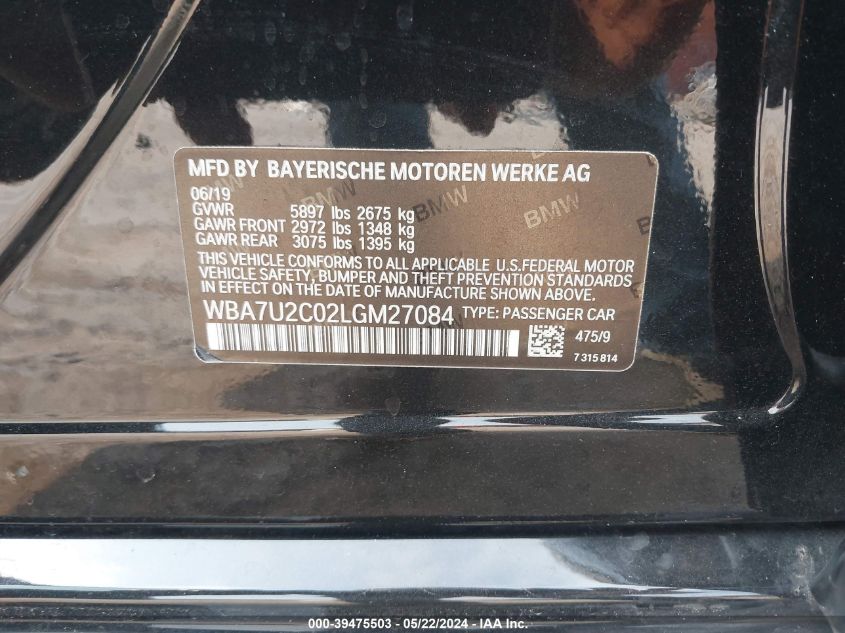 MFD BY BAYERISCHE MOTOREN WERKE AG
06/19
GVWR 5897 lbs 2675 kg
GAWR FRONT 2972 lbs 1348 kg
GAWR REAR 3075 lbs 1395 kg
THIS VEHICLE CONFORMS TO ALL APPLICABLE U.S.FEDERAL MOTOR
VEHICLE SAFETY, BUMPER AND THEFT PREVENTION STANDARDS
IN EFFECT ON THE DATE OF MANUFACTURE SHOWN ABOVE.
WBA7U2C02LGM27084 TYPE: PASSENGER CAR
475/9
7 315 814
BMW
BMW
BMW
000-39475503 - 05/22/2024 - IAA Inc.